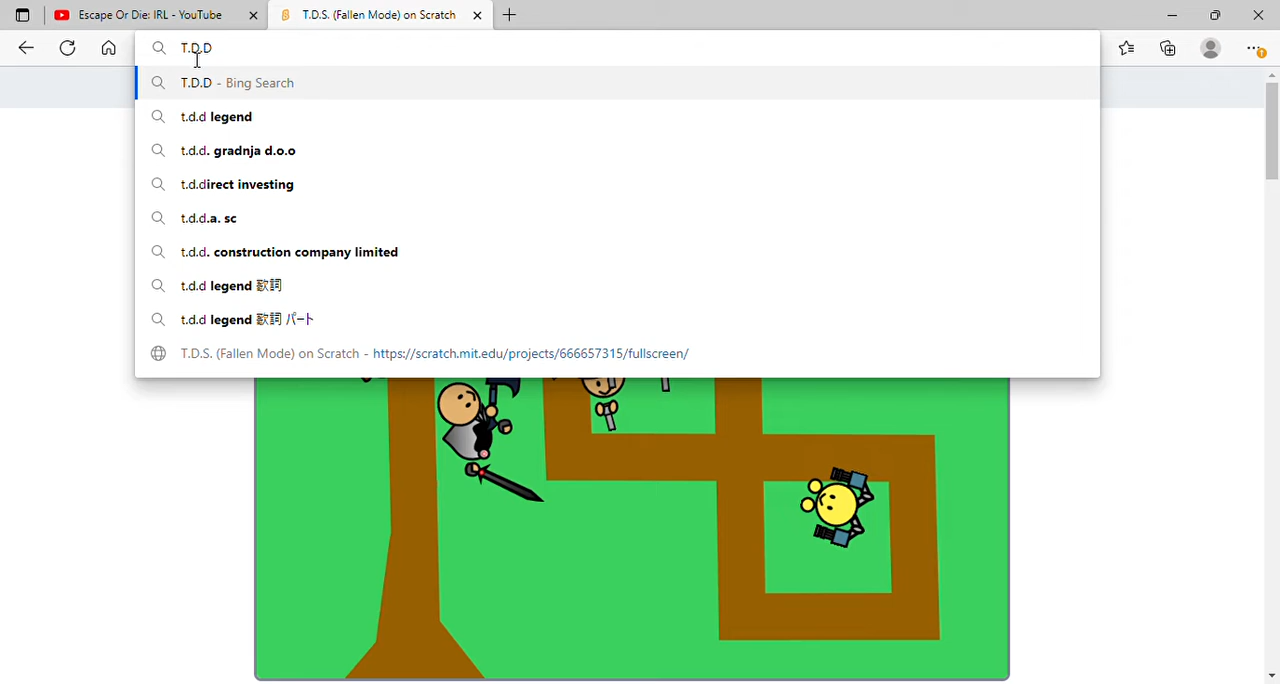 Escape Or Die: IRL - YouTube
T.D.S. (Fallen Mode) on Scratch
T.D.D
T.D.D - Bing Search
t.d.d legend
t.d.d. gradnja d.o.o
t.d.direct investing
t.d.d.a. sc
t.d.d. construction company limited
t.d.d legend 歌詞
t.d.d legend 歌詞 パート
T.D.S. (Fallen Mode) on Scratch - https://scratch.mit.edu/projects/666657315/fullscreen/